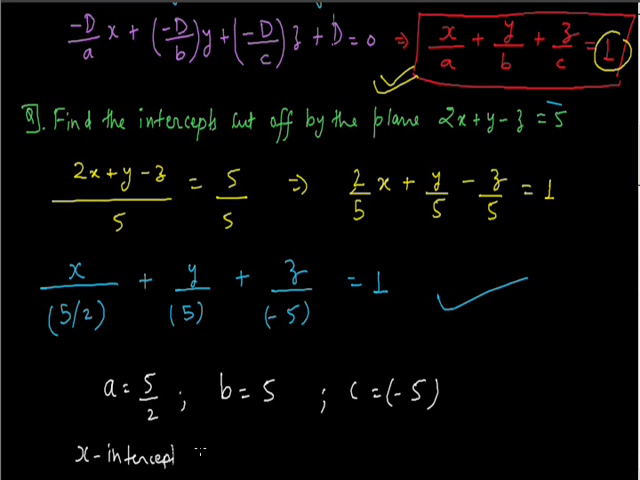 -D/a x + (-D/b)y + (-D/c)z + D = 0 ⇒ x/a + y/b + z/c = 1
Q]. Find the intercepts cut off by the plane 2x+y-z = 5
2x+y-z/5 = 5/5 ⇒ 2/5 x + y/5 - z/5 = 1
x/(5/2) + y/(5) + z/(-5) = 1
a = 5/2 ; b = 5 ; c = (-5)
x-intercept